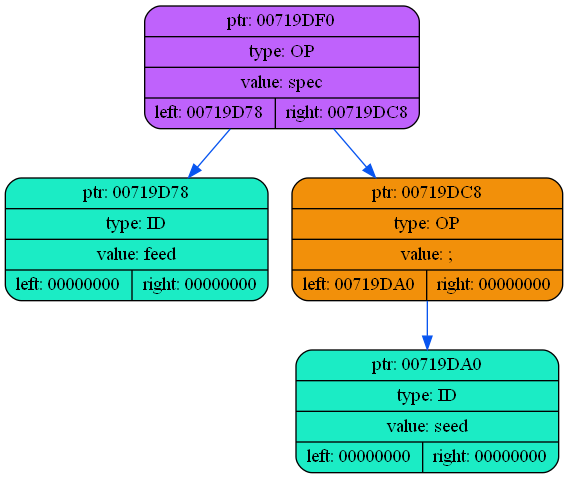 ptr: 00719DF0
type: OP
value: spec
left: 00719D78 right: 00719DC8
ptr: 00719D78
type: ID
value: feed
left: 00000000 right: 00000000
ptr: 00719DC8
type: OP
value: ;
left: 00719DA0 right: 00000000
ptr: 00719DA0
type: ID
value: seed
left: 00000000 right: 00000000